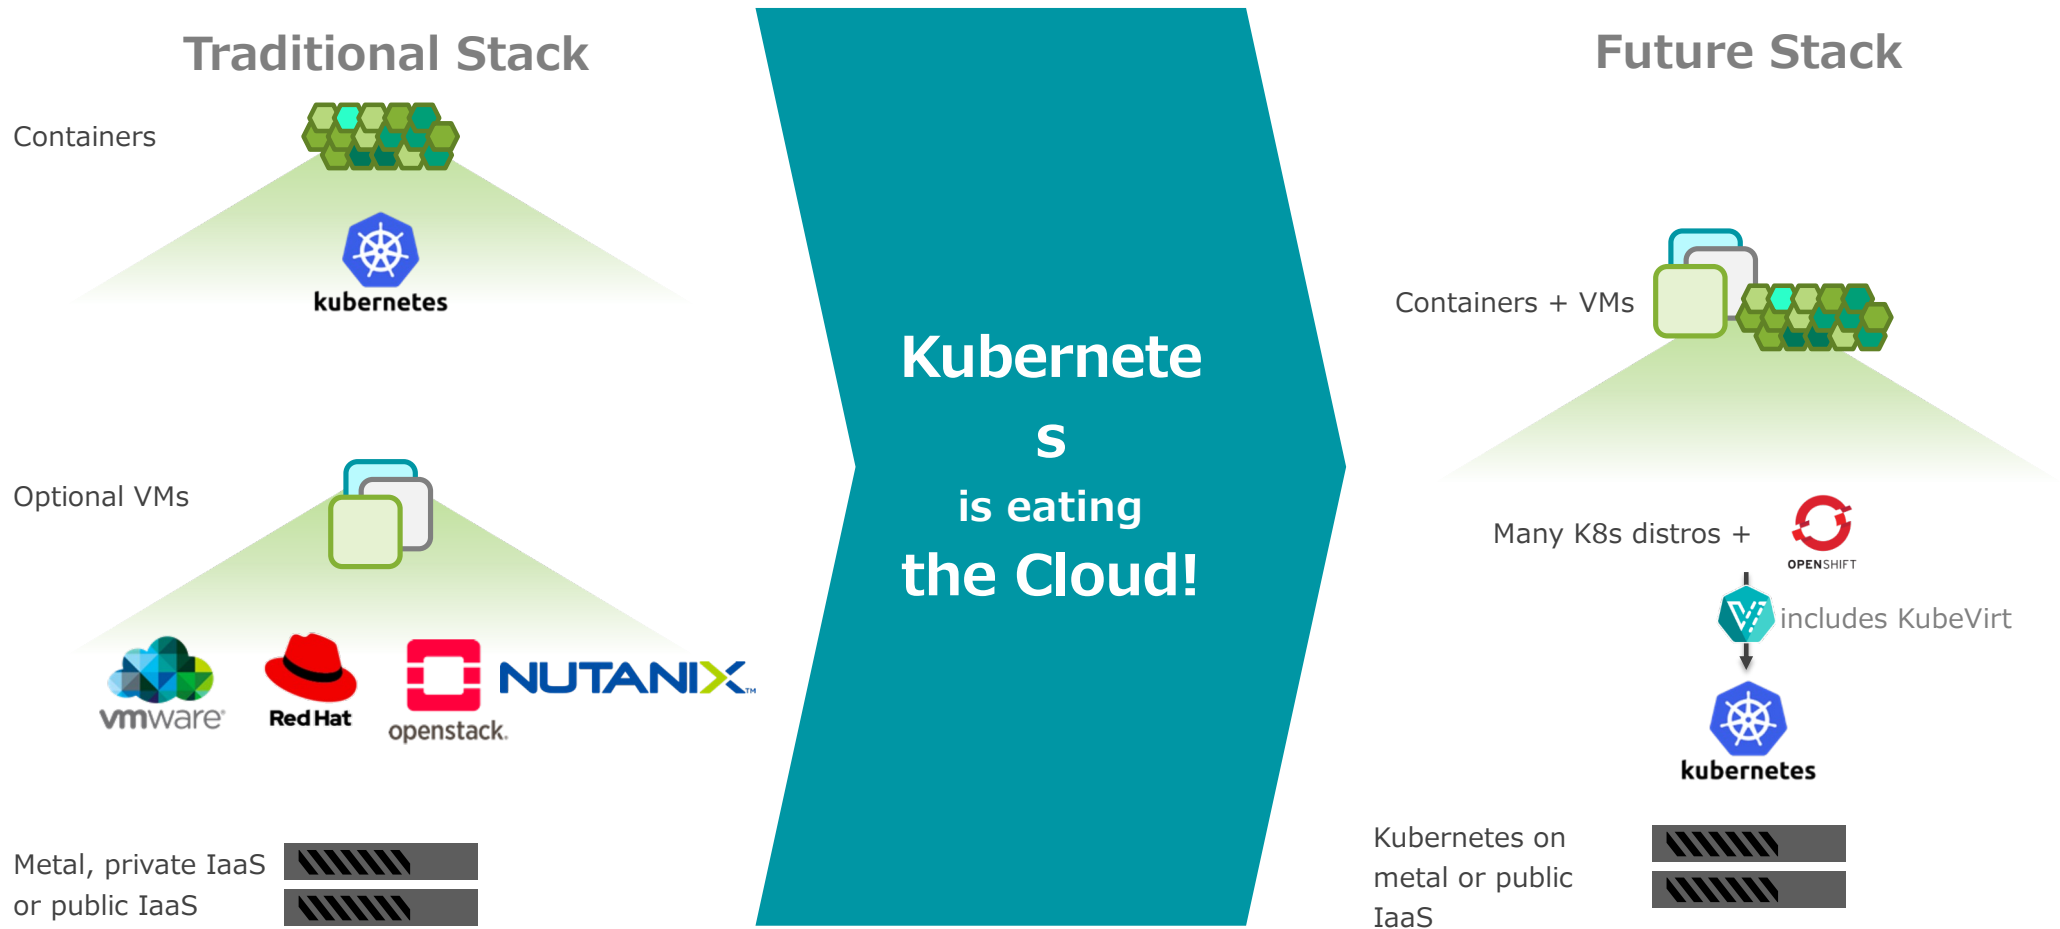 Traditional Stack
Containers
kubernetes
Optional VMs
vmware®
Red Hat
openstack.
NUTANIX™
Metal, private IaaS
or public IaaS
Kubernete
s
is eating
the Cloud!
Future Stack
Containers + VMs
Many K8s distros +
OPENSHIFT
includes KubeVirt
kubernetes
Kubernetes on
metal or public
IaaS